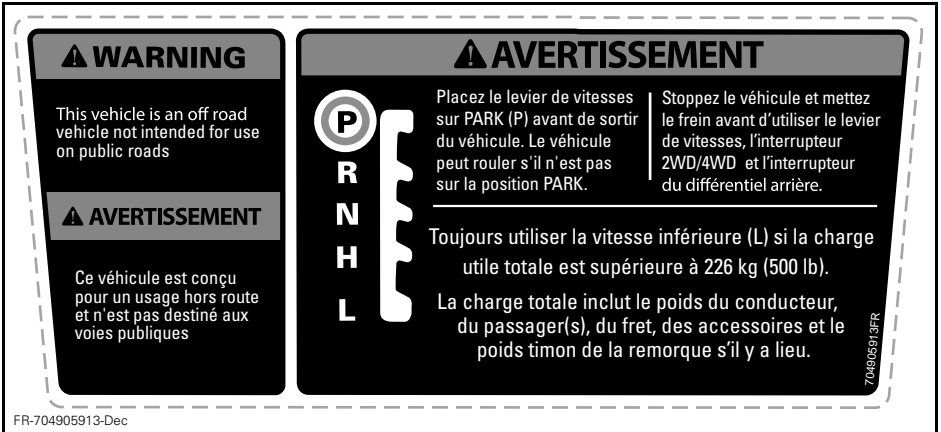 WARNING
This vehicle is an off road
vehicle not intended for use
on public roads
AVERTISSEMENT
Ce véhicule est conçu
pour un usage hors route
et n'est pas destiné aux
voies publiques
AVERTISSEMENT
P
R
N
H
L
Placez le levier de vitesses
sur PARK (P) avant de sortir
du véhicule. Le véhicule
peut rouler s'il n'est pas
sur la position PARK.
Stoppez le véhicule et mettez
le frein avant d'utiliser le levier
de vitesses, l'interrupteur
2WD/4WD et l'interrupteur
du différentiel arrière.
Toujours utiliser la vitesse inférieure (L) si la charge
utile totale est supérieure à 226 kg (500 lb).
La charge totale inclut le poids du conducteur,
du passager(s), du fret, des accessoires et le
poids timon de la remorque s'il y a lieu.
704905913FR
FR-704905913-Dec